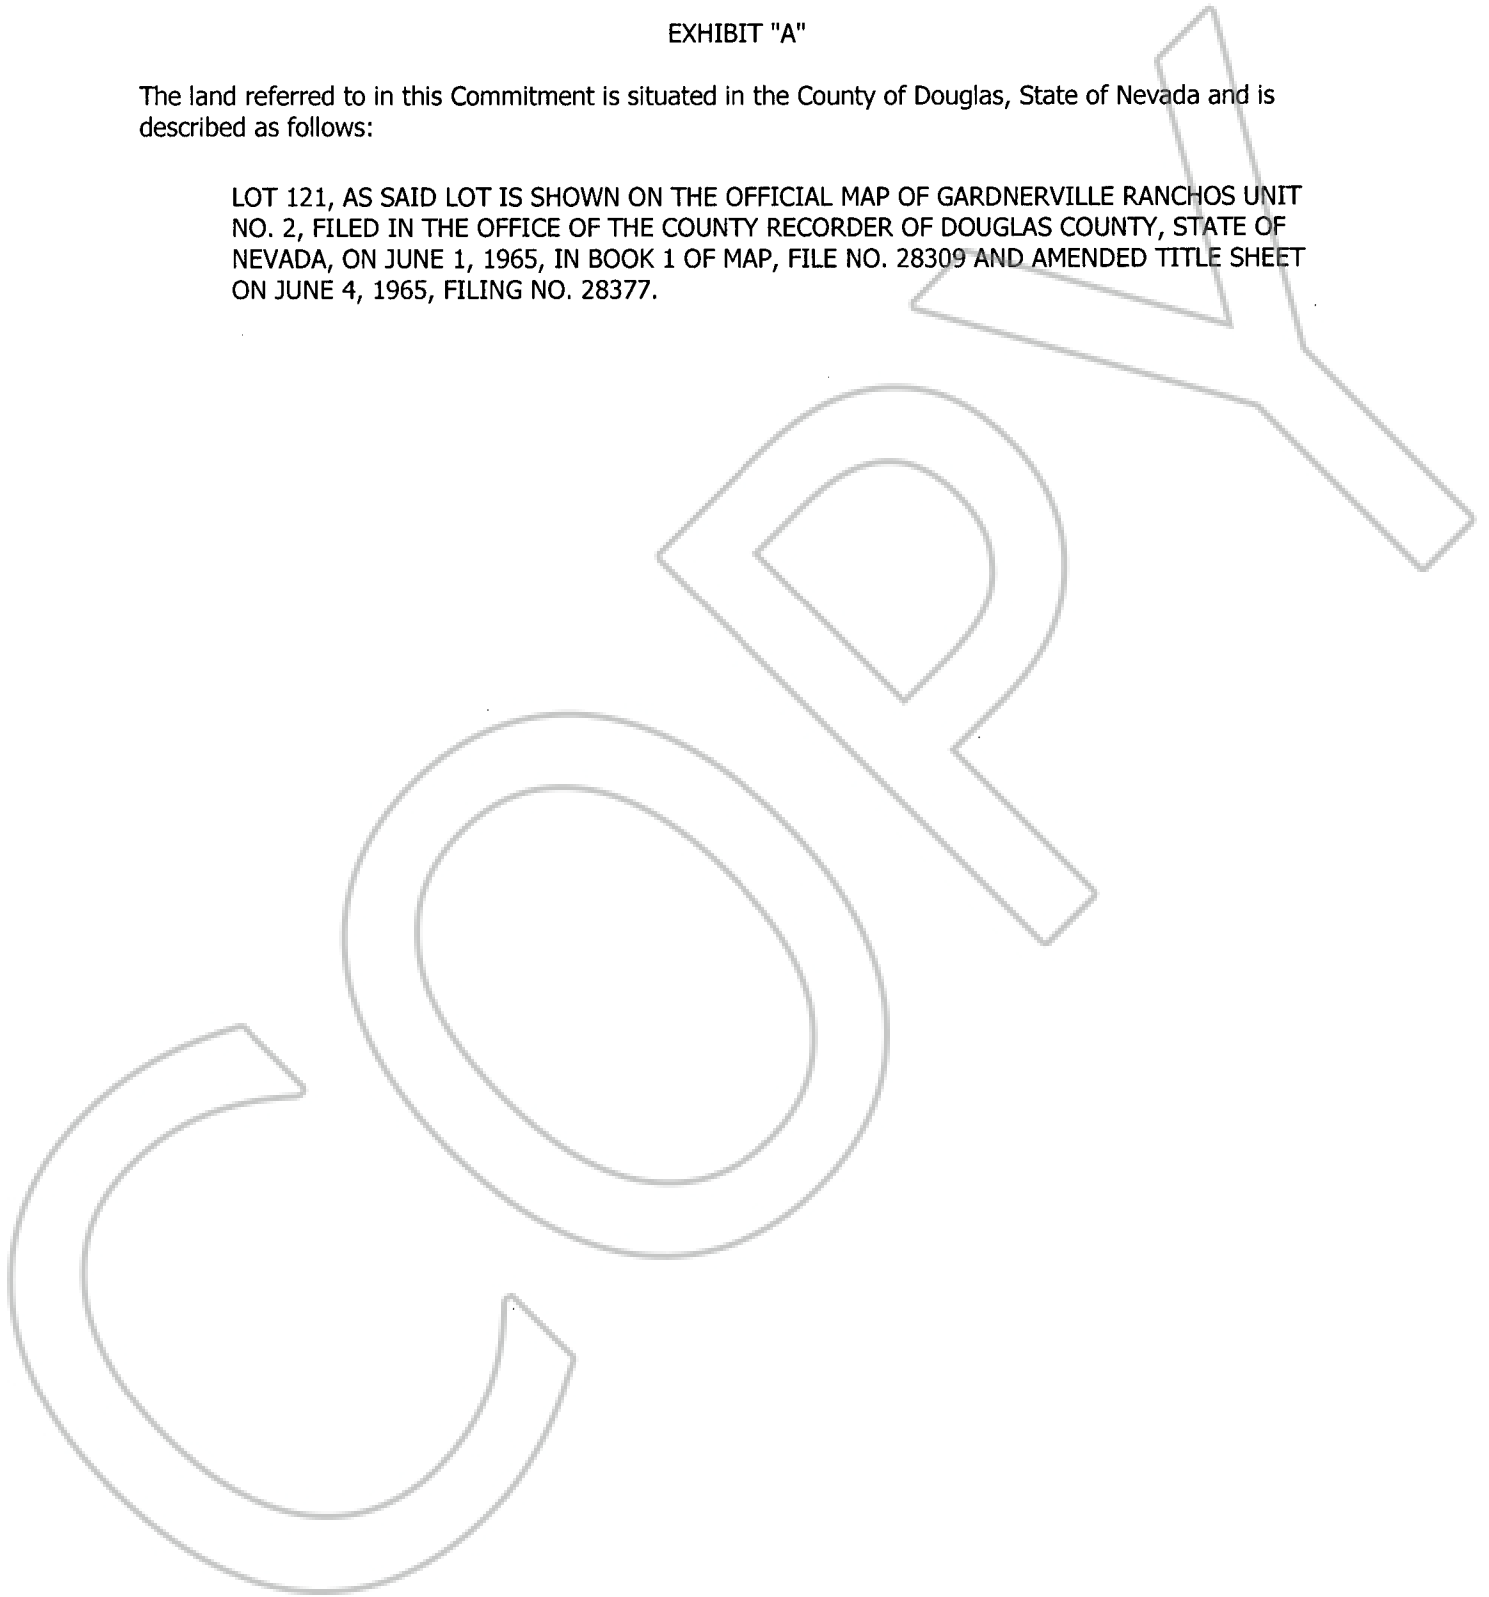 EXHIBIT "A"
The land referred to in this Commitment is situated in the County of Douglas, State of Nevada and is
described as follows:
LOT 121, AS SAID LOT IS SHOWN ON THE OFFICIAL MAP OF GARDNERVILLE RANCHOS UNIT
NO. 2, FILED IN THE OFFICE OF THE COUNTY RECORDER OF DOUGLAS COUNTY, STATE OF
NEVADA, ON JUNE 1, 1965, IN BOOK 1 OF MAP, FILE NO. 28309 AND AMENDED TITLE SHEET
ON JUNE 4, 1965, FILING NO. 28377.
COPY